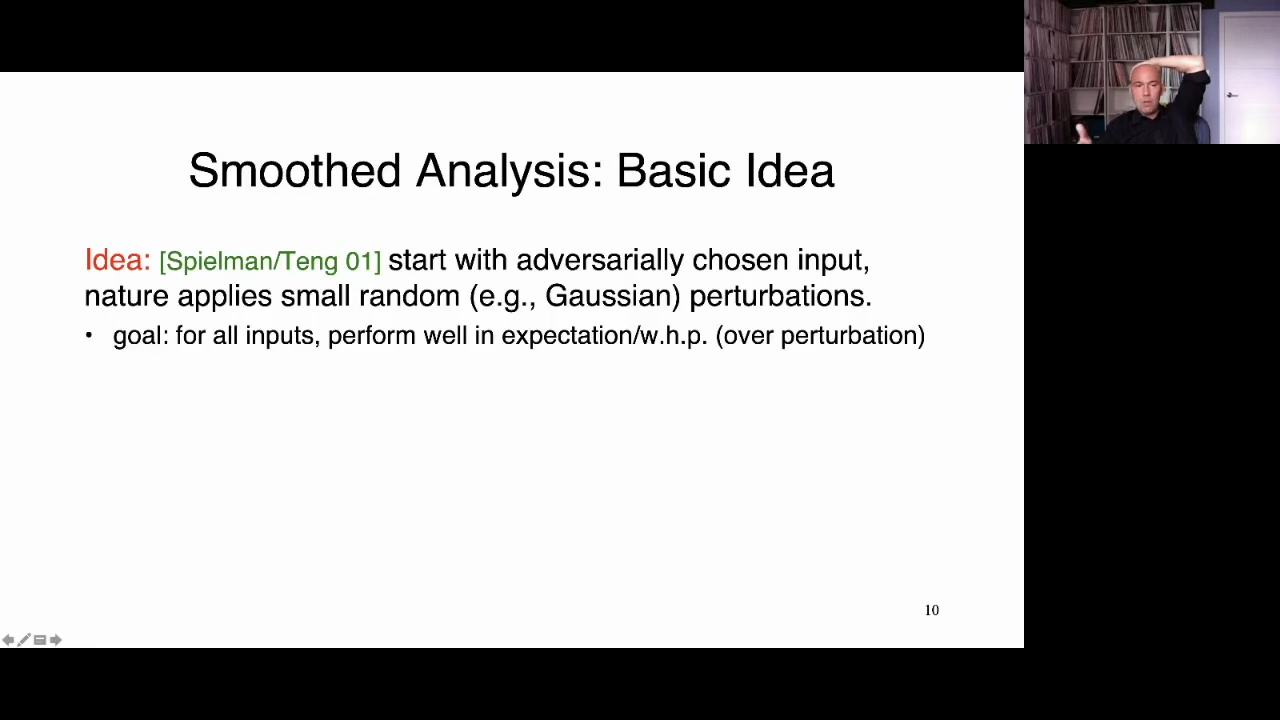 Smoothed Analysis: Basic Idea
Idea: [Spielman/Teng 01] start with adversarially chosen input,
nature applies small random (e.g., Gaussian) perturbations.
• goal: for all inputs, perform well in expectation/w.h.p. (over perturbation)
10